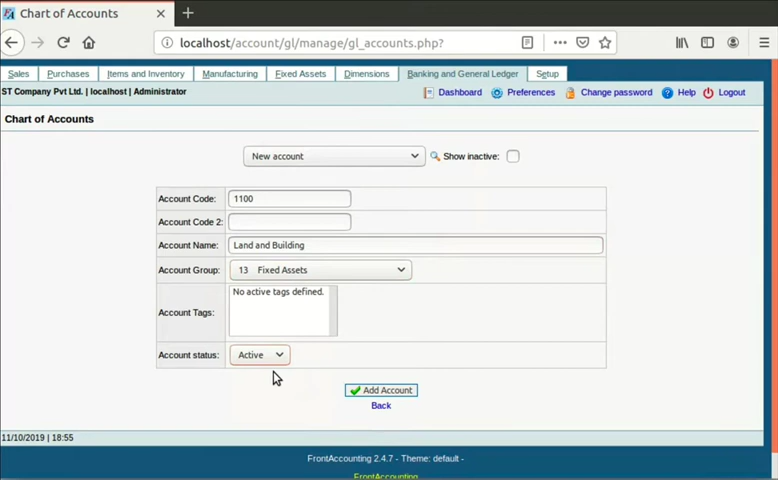 Chart of Accounts
localhost/account/gl/manage/gl_accounts.php?
Sales Purchases Items and Inventory Manufacturing Fixed Assets Dimensions Banking and General Ledger Setup
ST Company Pvt Ltd. | localhost | Administrator Dashboard Preferences Change password Help Logout
Chart of Accounts
New account Show inactive:
Account Code: 1100
Account Code 2:
Account Name: Land and Building
Account Group: 13 Fixed Assets
Account Tags: No active tags defined.
Account status: Active
Add Account
Back
11/10/2019 | 18:55
FrontAccounting 2.4.7 - Theme: default -
FrontAccounting